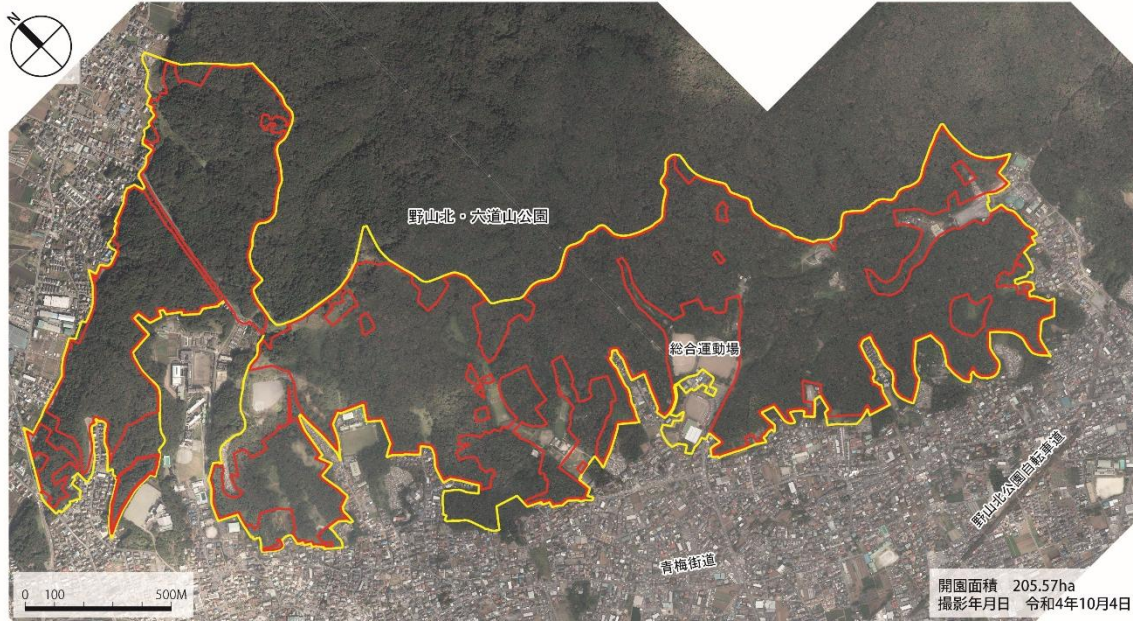 N
野山北・六道山公園
総合運動場
野山北公園自転車道
青梅街道
0 100 500M
開園面積 205.57ha
撮影年月日 令和4年10月4日